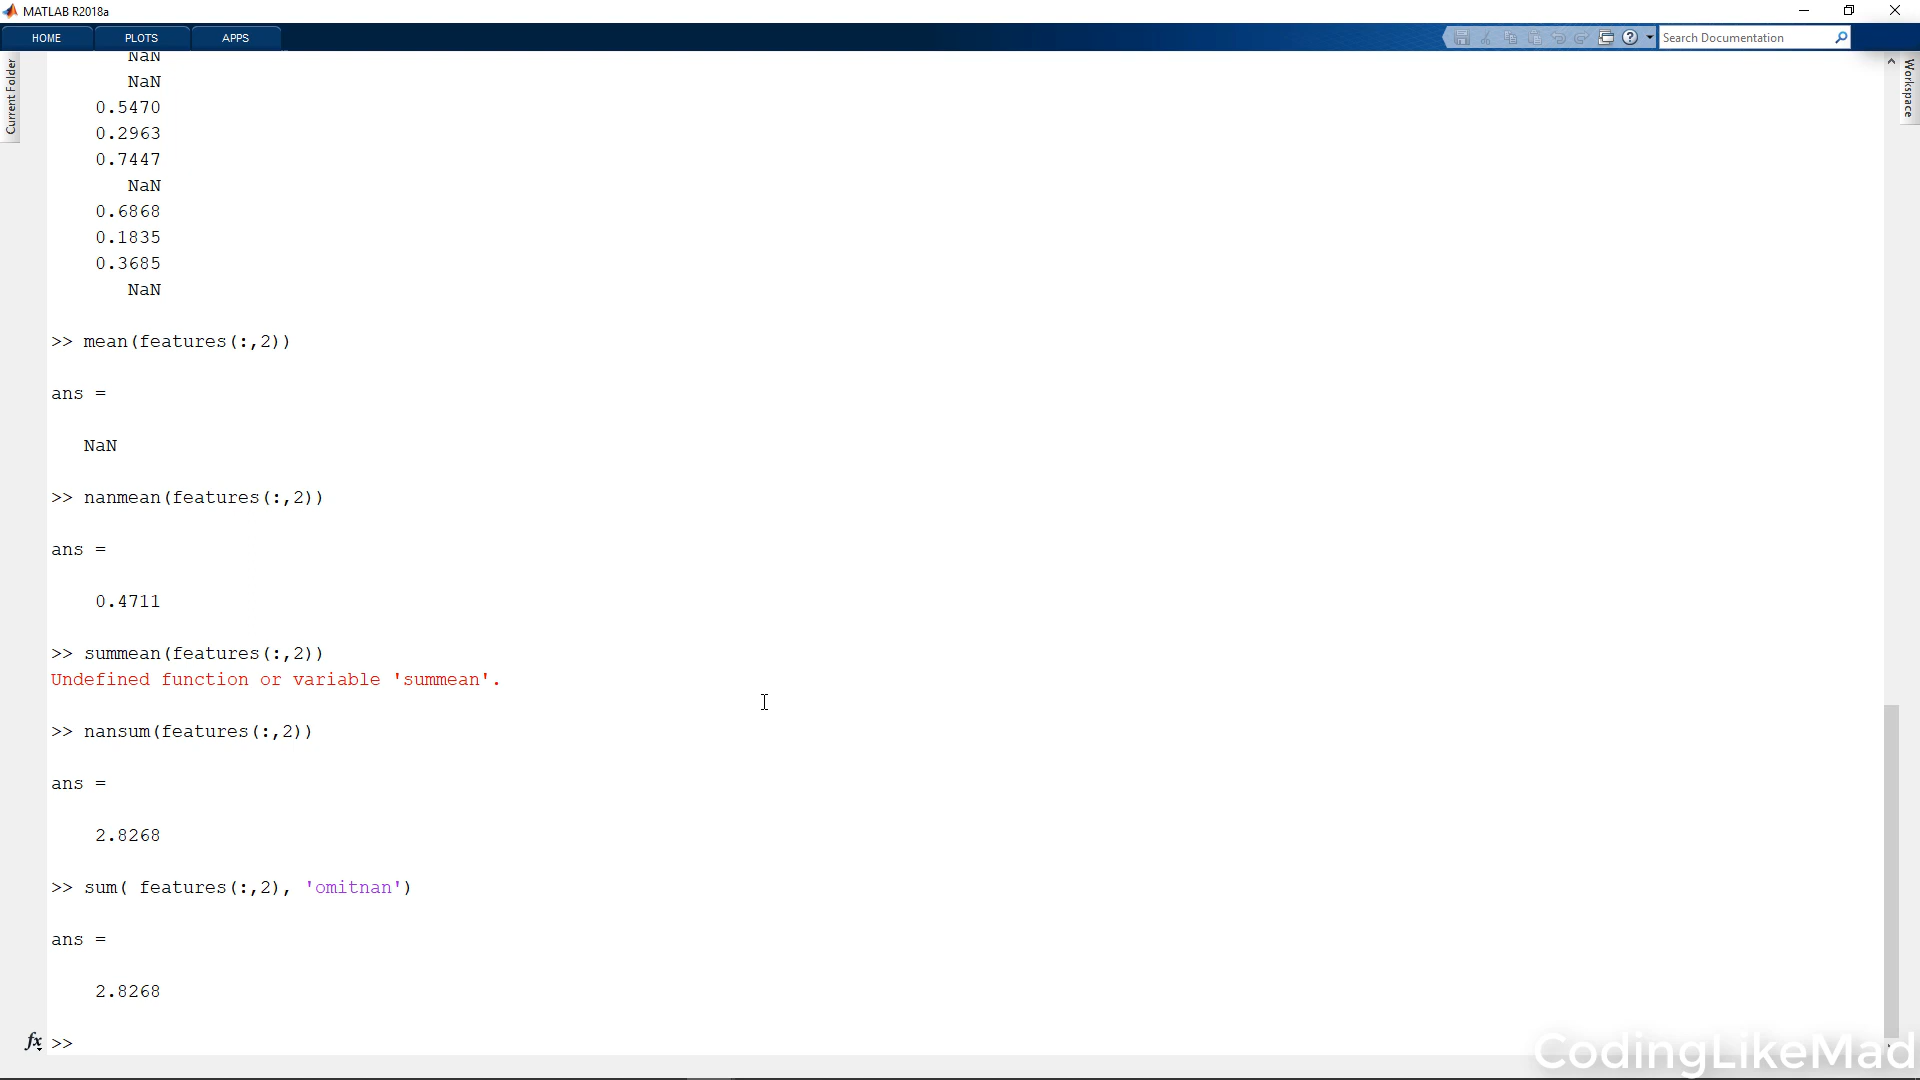 MATLAB R2018a
HOME PLOTS APPS
Search Documentation
Current Folder
Workspace
NaN
NaN
0.5470
0.2963
0.7447
NaN
0.6868
0.1835
0.3685
NaN
>> mean(features(:,2))
ans =
NaN
>> nanmean(features(:,2))
ans =
0.4711
>> summean(features(:,2))
Undefined function or variable 'summean'.
>> nansum(features(:,2))
ans =
2.8268
>> sum( features(:,2), 'omitnan')
ans =
2.8268
fx >>
CodingLikeMad